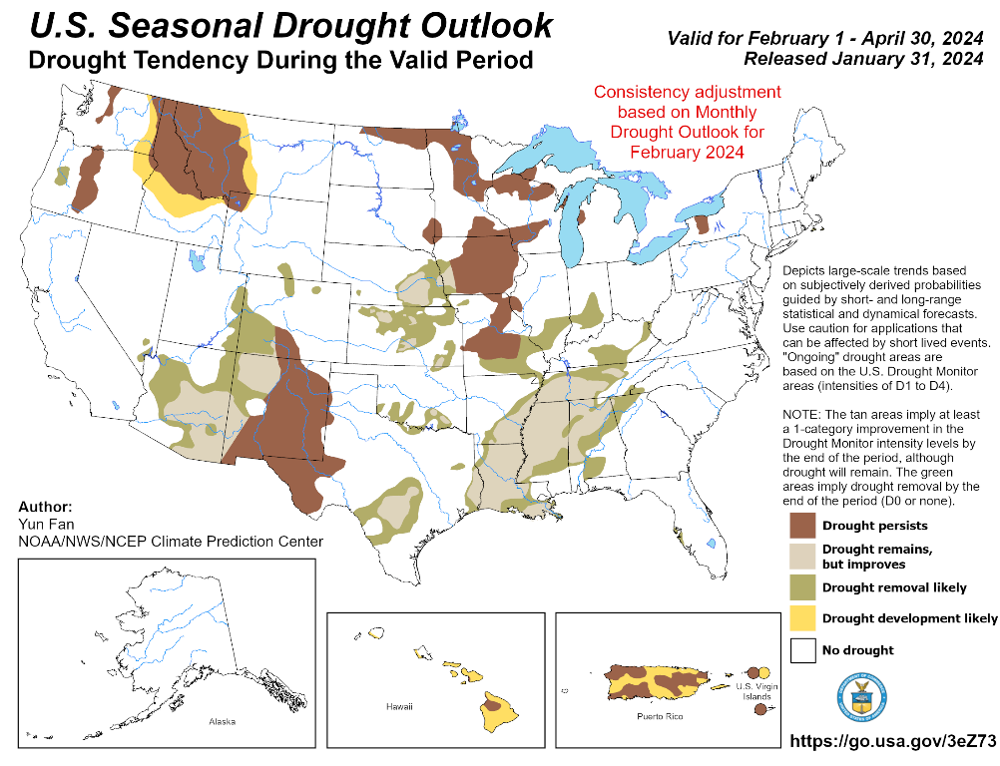 U.S. Seasonal Drought Outlook
Drought Tendency During the Valid Period
Valid for February 1 - April 30, 2024
Released January 31, 2024
Consistency adjustment
based on Monthly
Drought Outlook for
February 2024
Depicts large-scale trends based
on subjectively derived probabilities
guided by short- and long-range
statistical and dynamical forecasts.
Use caution for applications that
can be affected by short lived events.
"Ongoing" drought areas are
based on the U.S. Drought Monitor
areas (intensities of D1 to D4).
NOTE: The tan areas imply at least
a 1-category improvement in the
Drought Monitor intensity levels by
the end of the period, although
drought will remain. The green
areas imply drought removal by the
end of the period (D0 or none).
Author:
Yun Fan
NOAA/NWS/NCEP Climate Prediction Center
Drought persists
Drought remains,
but improves
Drought removal likely
Drought development likely
No drought
Alaska
Hawaii
Puerto Rico
U.S. Virgin
Islands
https://go.usa.gov/3eZ73